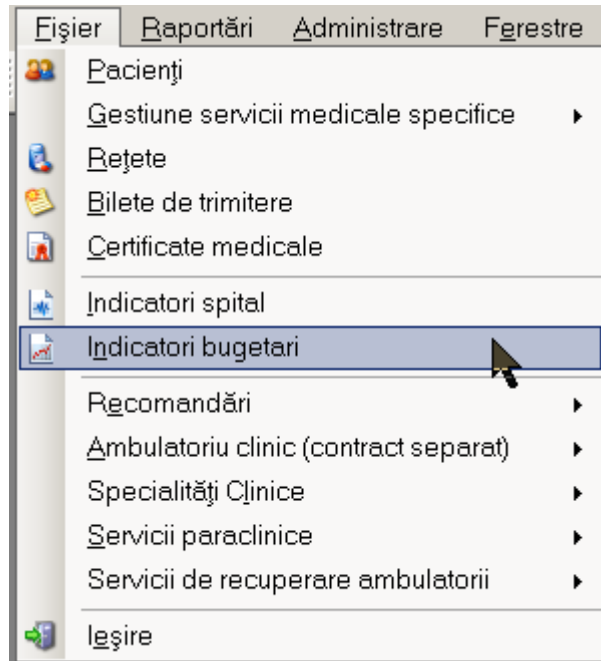 Fişier Raportări Administrare Ferestre
Pacienţi
Gestiune servicii medicale specifice
Reţete
Bilete de trimitere
Certificate medicale
Indicatori spital
Indicatori bugetari
Recomandări
Ambulatoriu clinic (contract separat)
Specialităţi Clinice
Servicii paraclinice
Servicii de recuperare ambulatorii
Ieşire